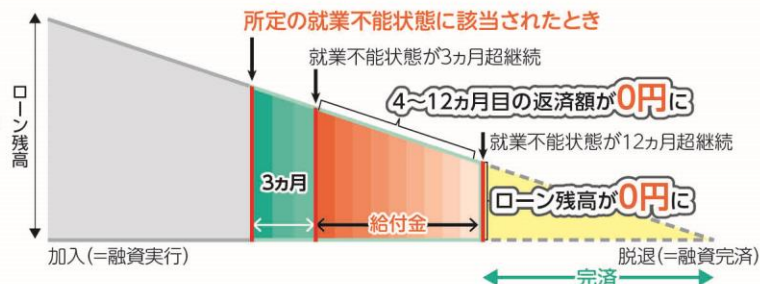 所定の就業不能状態に該当されたとき
就業不能状態が3ヵ月超継続
4〜12ヵ月目の返済額が0円に
就業不能状態が12ヵ月超継続
ローン残高
3ヵ月
給付金
ローン残高が0円に
加入(=融資実行)
脱退(=融資完済)
完済